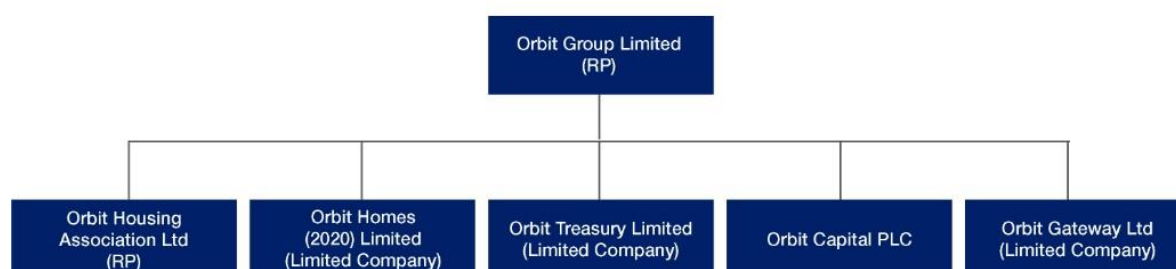 Orbit Group Limited
(RP)
Orbit Housing
Association Ltd
(RP)
Orbit Homes
(2020) Limited
(Limited Company)
Orbit Treasury Limited
(Limited Company)
Orbit Capital PLC
Orbit Gateway Ltd
(Limited Company)